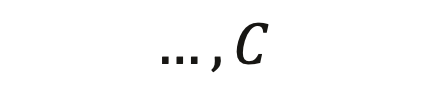 … , C